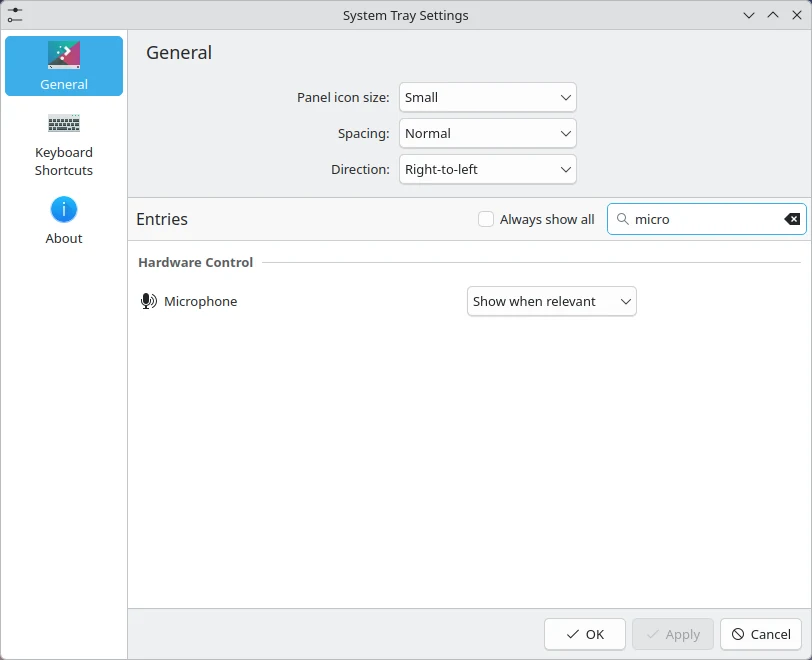 System Tray Settings
General
Keyboard
Shortcuts
About
General
Panel icon size: Small
Spacing: Normal
Direction: Right-to-left
Entries Always show all micro
Hardware Control
Microphone Show when relevant
OK Apply Cancel